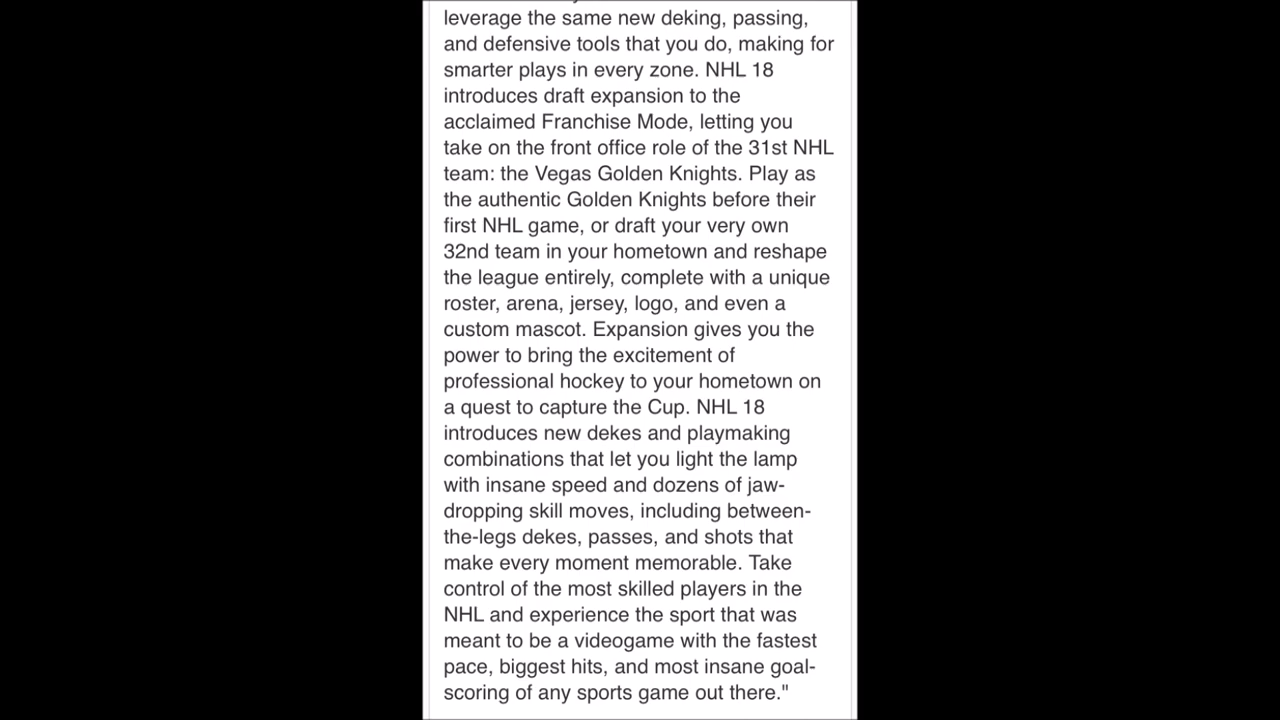 leverage the same new deking, passing,
and defensive tools that you do, making for
smarter plays in every zone. NHL 18
introduces draft expansion to the
acclaimed Franchise Mode, letting you
take on the front office role of the 31st NHL
team: the Vegas Golden Knights. Play as
the authentic Golden Knights before their
first NHL game, or draft your very own
32nd team in your hometown and reshape
the league entirely, complete with a unique
roster, arena, jersey, logo, and even a
custom mascot. Expansion gives you the
power to bring the excitement of
professional hockey to your hometown on
a quest to capture the Cup. NHL 18
introduces new dekes and playmaking
combinations that let you light the lamp
with insane speed and dozens of jaw-
dropping skill moves, including between-
the-legs dekes, passes, and shots that
make every moment memorable. Take
control of the most skilled players in the
NHL and experience the sport that was
meant to be a videogame with the fastest
pace, biggest hits, and most insane goal-
scoring of any sports game out there."